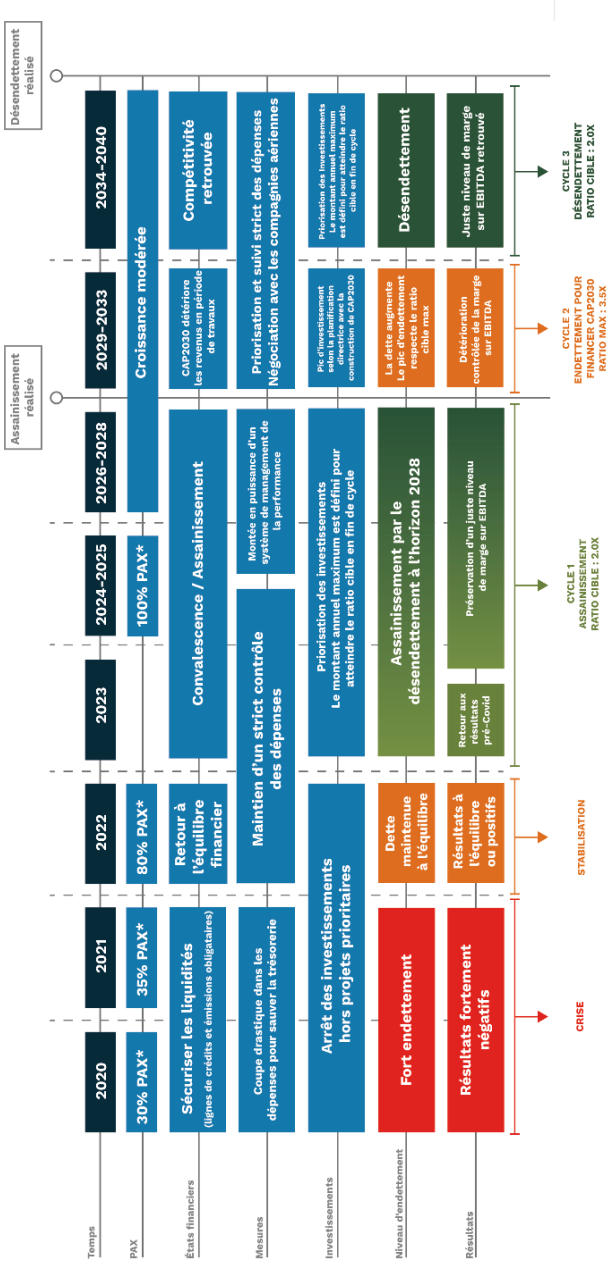 Assainissement
réalisé
Désendettement
réalisé
Temps
2020
2021
2022
2023
2024-2025
2026-2028
2029-2033
2034-2040
PAX
30% PAX*
35% PAX*
80% PAX*
100% PAX*
Croissance modérée
États financiers
Sécuriser les liquidités
(lignes de crédits et émissions obligataires)
Retour à
l'équilibre
financier
Convalescence / Assainissement
CAP2030 détériore
les revenus en période
de travaux
Compétitivité
retrouvée
Mesures
Coupe drastique dans les
dépenses pour sauver la trésorerie
Maintien d'un strict contrôle
des dépenses
Montée en puissance d'un
système de management de
la performance
Priorisation et suivi strict des dépenses
Négociation avec les compagnies aériennes
Investissements
Arrêt des investissements
hors projets prioritaires
Priorisation des investissements
Le montant annuel maximum est défini pour
atteindre le ratio cible en fin de cycle
Pic d'investissement
selon la planification
directrice avec la
construction de CAP2030
Priorisation des Investissements
Le montant annuel maximum
est défini pour atteindre le ratio
cible en fin de cycle
Niveau d'endettement
Fort endettement
Dette
maintenue
à l'équilibre
Assainissement par le
désendettement à l'horizon 2028
La dette augmente
Le pic d'endettement
respecte le ratio
cible max
Désendettement
Résultats
Résultats fortement
négatifs
Résultats à
l'équilibre
ou positifs
Retour aux
résultats
pré-Covid
Préservation d'un juste niveau
de marge sur EBITDA
Détérioration
contrôlée de la marge
sur EBITDA
Juste niveau de marge
sur EBITDA retrouvé
CRISE
STABILISATION
CYCLE 1
ASSAINISSEMENT
RATIO CIBLE : 2.0X
CYCLE 2
ENDETTEMENT POUR
FINANCER CAP2030
RATIO MAX : 3.5X
CYCLE 3
DÉSENDETTEMENT
RATIO CIBLE : 2.0X